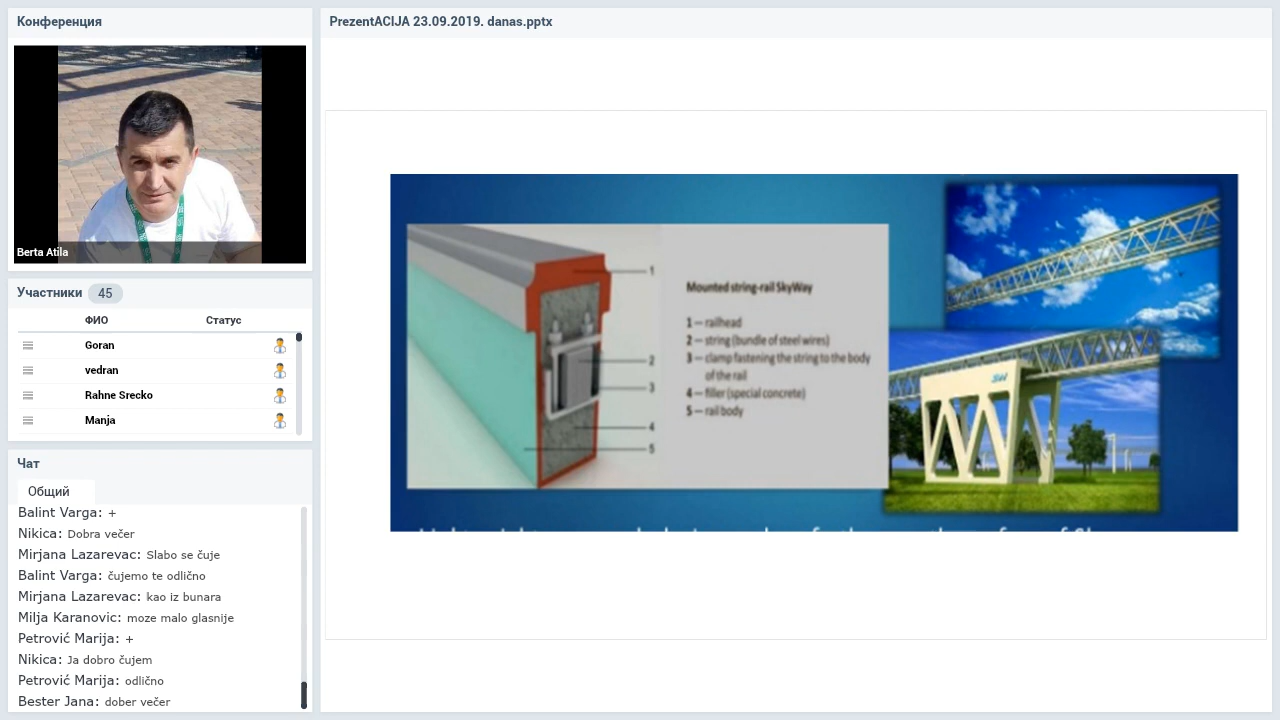 Конференция
Berta Atila
Участники 45
ФИО Статус
Goran
vedran
Rahne Srecko
Manja
Чат
Общий
Balint Varga: +
Nikica: Dobra večer
Mirjana Lazarevac: Slabo se čuje
Balint Varga: čujemo te odlično
Mirjana Lazarevac: kao iz bunara
Milja Karanovic: moze malo glasnije
Petrović Marija: +
Nikica: Ja dobro čujem
Petrović Marija: odlično
Bester Jana: dober večer
PrezentACIJA 23.09.2019. danas.pptx
1
2
3
4
5
Mounted string-rail SkyWay
1 — railhead
2 — string (bundle of steel wires)
3 — clamp fastening the string to the body
of the rail
4 — filler (special concrete)
5 — rail body
SW